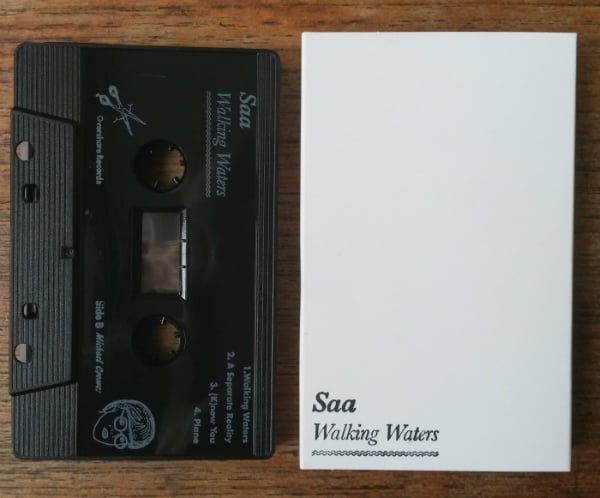 Saa
Walking Waters
Overshare Records
Side B
1.Walking Waters
2. A Separate Reality
3. (K)now You
4. Plane
Saa
Walking Waters